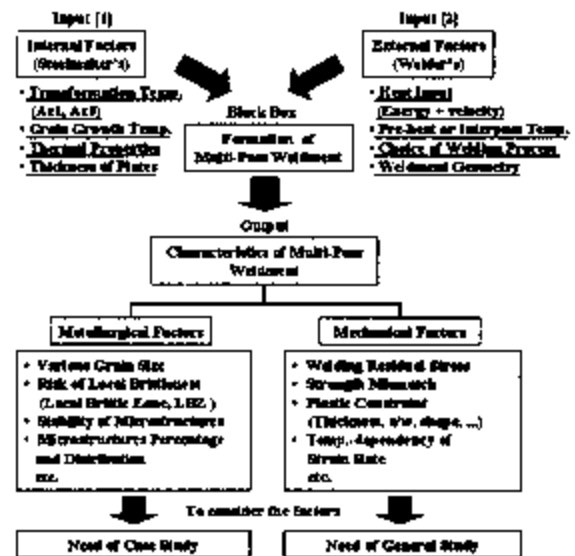 Input [1]
Internal Factors
(Steelmaker's)
Transformation Temp.
(Ac1, Ac3)
Grain Growth Temp.
Thermal Properties
Thickness of Plates
Input [2]
External Factors
(Welder's)
Heat Input
(Energy + velocity)
Pre-heat or Interpass Temp.
Choice of Welding Process
Weldment Geometry
Black Box
Formation of
Multi-Pass Weldment
Output
Characteristics of Multi-Pass
Weldment
Metallurgical Factors
Various Grain Size
Risk of Local Brittleness
(Local Brittle Zone, LBZ)
Stability of Microstructures
Microstructures Percentage
and Distribution
etc.
Mechanical Factors
Welding Residual Stress
Strength Mismatch
Plastic Constraint
(Thickness, a/w, shape, ...)
Temp.-dependency of
Strain Rate
etc.
To consider the factors
Need of Case Study
Need of General Study